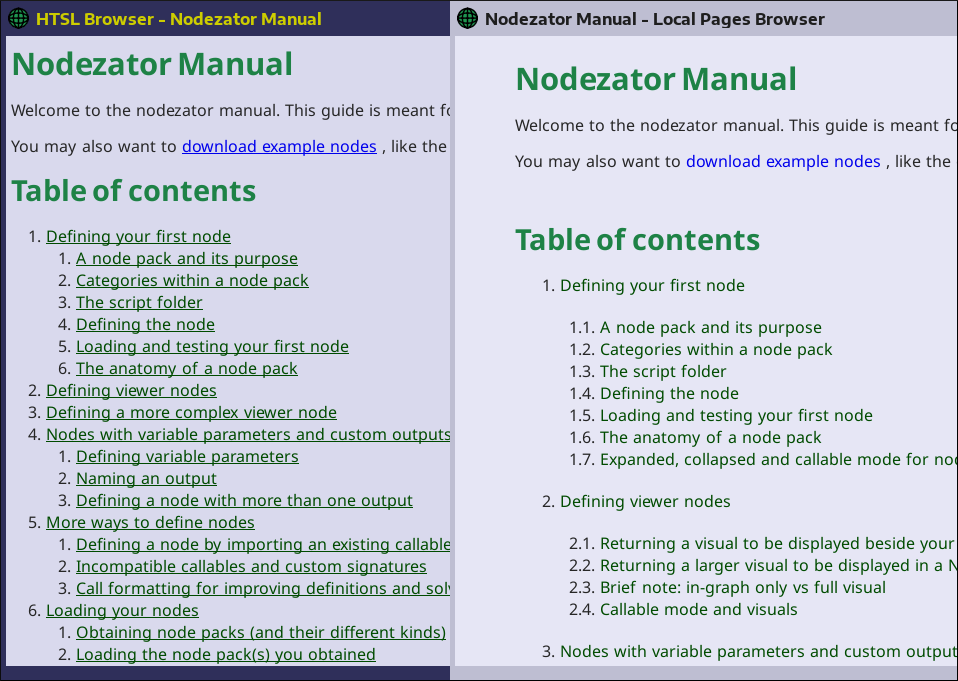 HTSL Browser – Nodezator Manual
Nodezator Manual
Welcome to the nodezator manual. This guide is meant
You may also want to download example nodes , like the
Table of contents
1. Defining your first node
1. A node pack and its purpose
2. Categories within a node pack
3. The script folder
4. Defining the node
5. Loading and testing your first node
6. The anatomy of a node pack
2. Defining viewer nodes
3. Defining a more complex viewer node
4. Nodes with variable parameters and custom outputs
1. Defining variable parameters
2. Naming an output
3. Defining a node with more than one output
5. More ways to define nodes
1. Defining a node by importing an existing callable
2. Incompatible callables and custom signatures
3. Call formatting for improving definitions and
6. Loading your nodes
1. Obtaining node packs (and their different kinds)
2. Loading the node pack(s) you obtained
Nodezator Manual – Local Pages Browser
Nodezator Manual
Welcome to the nodezator manual. This guide is meant
You may also want to download example nodes , like the
Table of contents
1. Defining your first node
1.1. A node pack and its purpose
1.2. Categories within a node pack
1.3. The script folder
1.4. Defining the node
1.5. Loading and testing your first node
1.6. The anatomy of a node pack
1.7. Expanded, collapsed and callable mode for
2. Defining viewer nodes
2.1. Returning a visual to be displayed beside your
2.2. Returning a larger visual to be displayed in a
2.3. Brief note: in-graph only vs full visual
2.4. Callable mode and visuals
3. Nodes with variable parameters and custom output